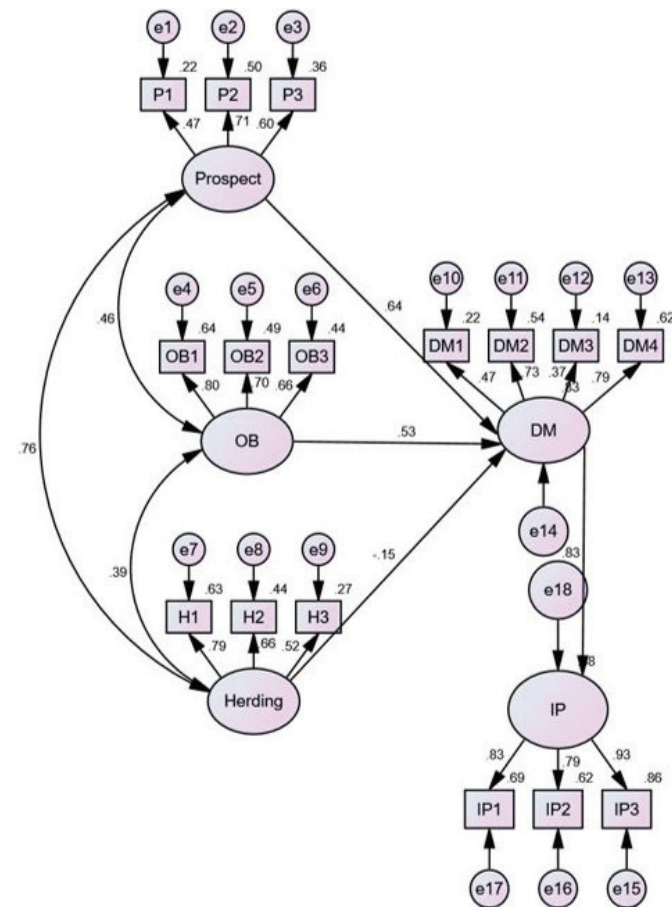 e1 e2 e3
.22 .50 .36
P1 P2 P3
.47 .71 .60
Prospect
e10 e11 e12 e13
e4 e5 e6
.64 .46
.64 .49 .44
.22 .54 .14 .62
OB1 OB2 OB3
DM1 DM2 DM3 DM4
.80 .70 .66
.47 .73 .37 .79
OB .53 DM
.76
e14
e7 e8 e9
.39 -.15 .83
.63 .44 .27
e18
H1 H2 H3
.79 .66 .52
Herding IP
.83 .79 .93
.69 .62 .86
IP1 IP2 IP3
e17 e16 e15